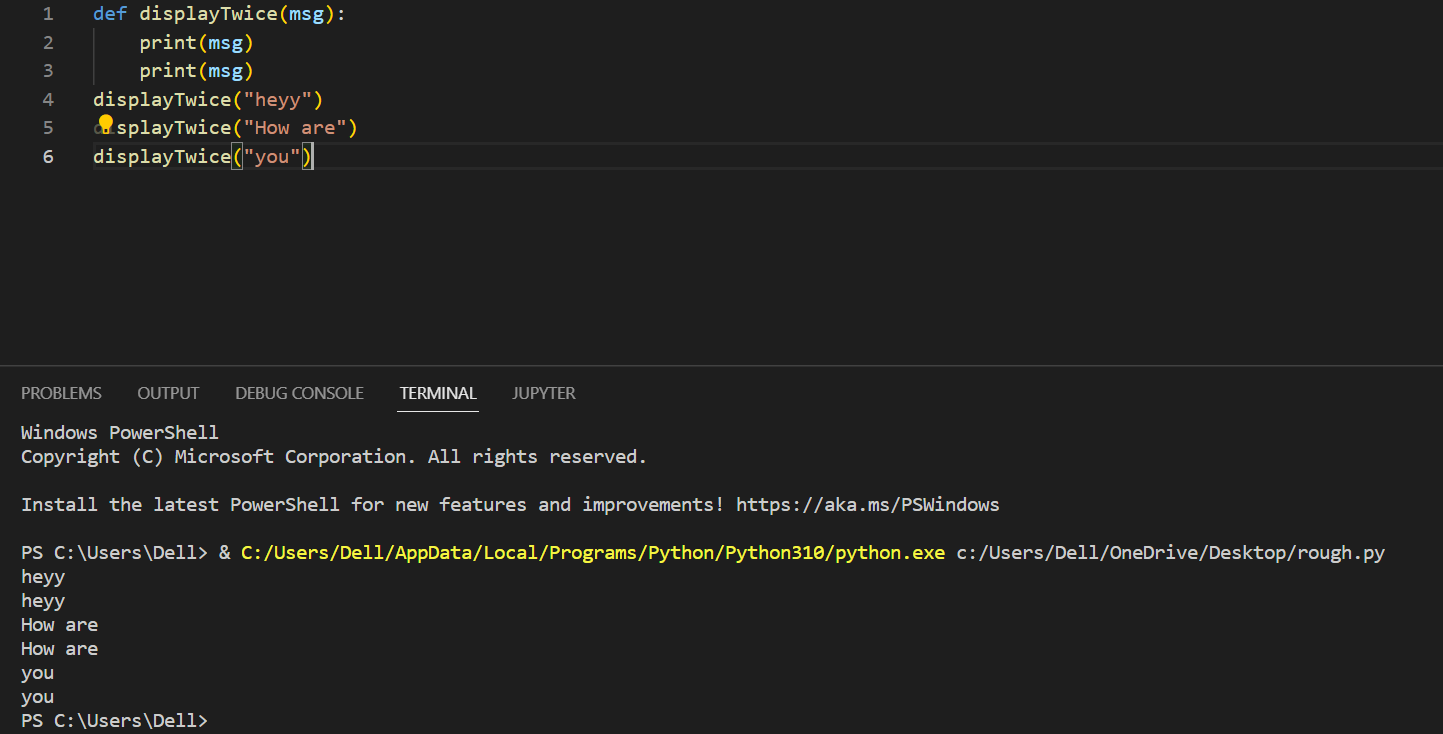 1 def displayTwice(msg):
2     print(msg)
3     print(msg)
4 displayTwice("heyy")
5 displayTwice("How are")
6 displayTwice("you")
PROBLEMS OUTPUT DEBUG CONSOLE TERMINAL JUPYTER
Windows PowerShell
Copyright (C) Microsoft Corporation. All rights reserved.
Install the latest PowerShell for new features and improvements! https://aka.ms/PSWindows
PS C:\Users\Dell> & C:/Users/Dell/AppData/Local/Programs/Python/Python310/python.exe c:/Users/Dell/OneDrive/Desktop/rough.py
heyy
heyy
How are
How are
you
you
PS C:\Users\Dell>